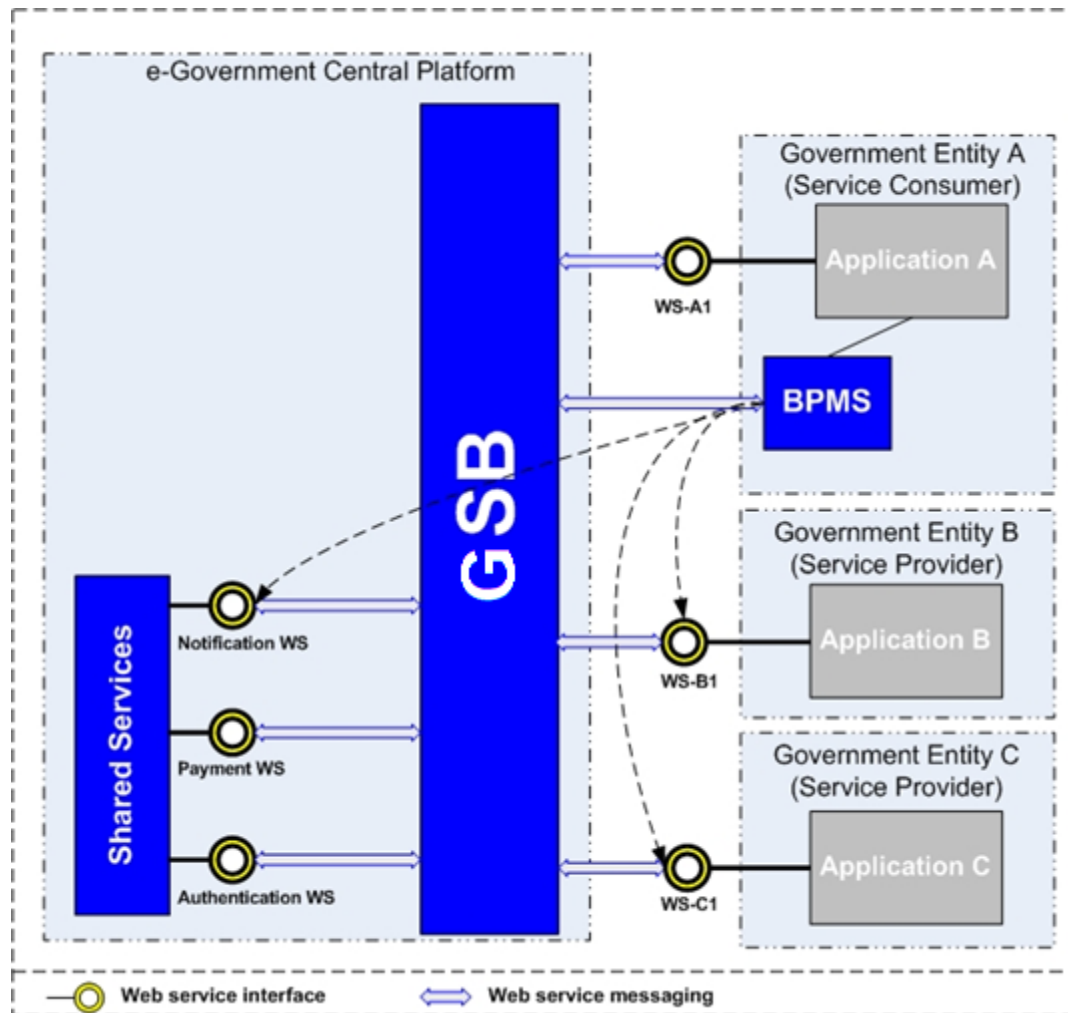 e-Government Central Platform
GSB
Government Entity A
(Service Consumer)
Application A
WS-A1
BPMS
Government Entity B
(Service Provider)
Application B
WS-B1
Government Entity C
(Service Provider)
Application C
WS-C1
Shared Services
Notification WS
Payment WS
Authentication WS
Web service interface
Web service messaging